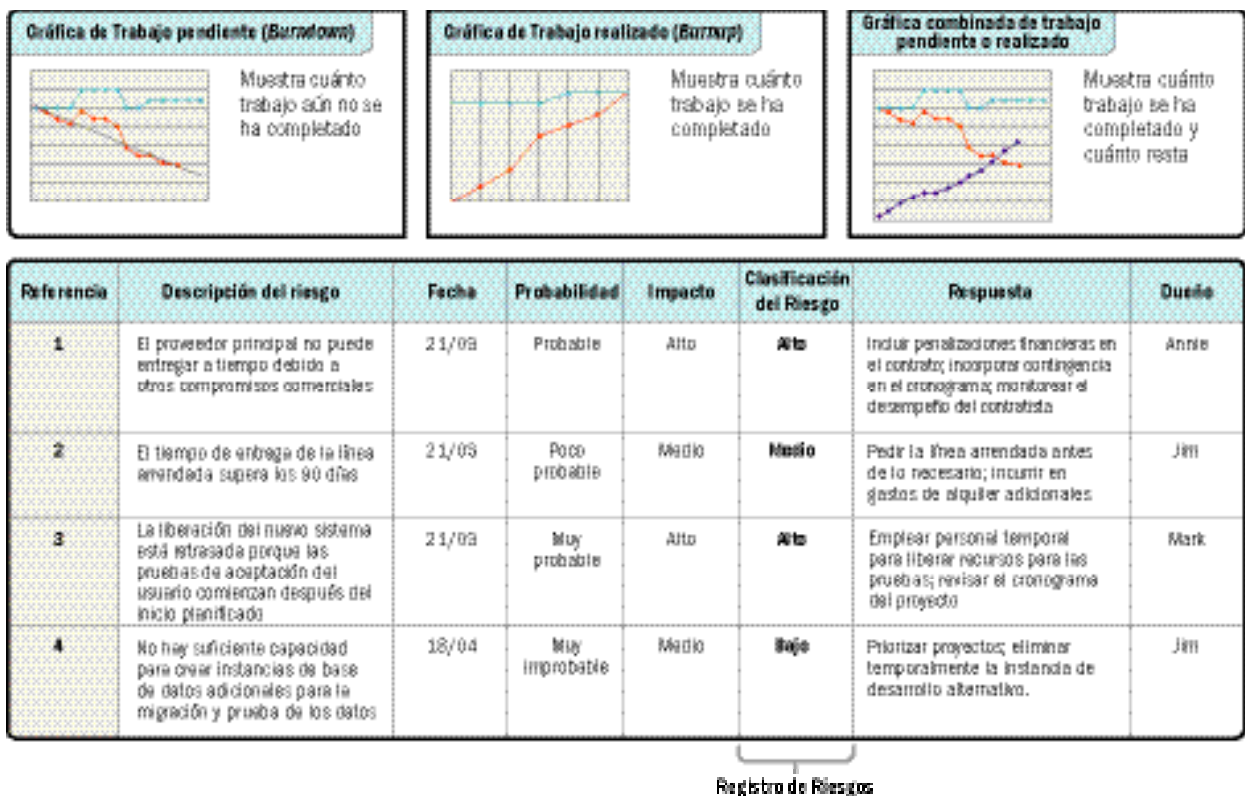 Gráfica de Trabajo pendiente (Burndown)
Muestra cuánto
trabajo aún no se
ha completado
Gráfica de Trabajo realizado (Burnup)
Muestra cuánto
trabajo se ha
completado
Gráfica combinada de trabajo
pendiente o realizado
Muestra cuánto
trabajo se ha
completado y
cuánto resta
Referencia
Descripción del riesgo
Fecha
Probabilidad
Impacto
Clasificación
del Riesgo
Respuesta
Dueño
1
El proveedor principal no puede
entregar a tiempo debido a
otros compromisos comerciales
21/03
Probable
Alto
Alto
Incluir penalizaciones financieras en
el contrato; incorporar contingencia
en el cronograma; monitorear el
desempeño del contratista
Annie
2
El tiempo de entrega de la línea
arrendada supera los 90 días
21/03
Poco
probable
Medio
Medio
Pedir la línea arrendada antes
de lo necesario; incurrir en
gastos de alquiler adicionales
Jim
3
La liberación del nuevo sistema
está retrasada porque las
pruebas de aceptación del
usuario comienzan después del
inicio planificado
21/03
Muy
probable
Alto
Alto
Emplear personal temporal
para liberar recursos para las
pruebas; revisar el cronograma
del proyecto
Mark
4
No hay suficiente capacidad
para crear instancias de base
de datos adicionales para la
migración y prueba de los datos
18/04
Muy
improbable
Medio
Bajo
Priorizar proyectos; eliminar
temporalmente la instancia de
desarrollo alternativo.
Jim
Registro de Riesgos